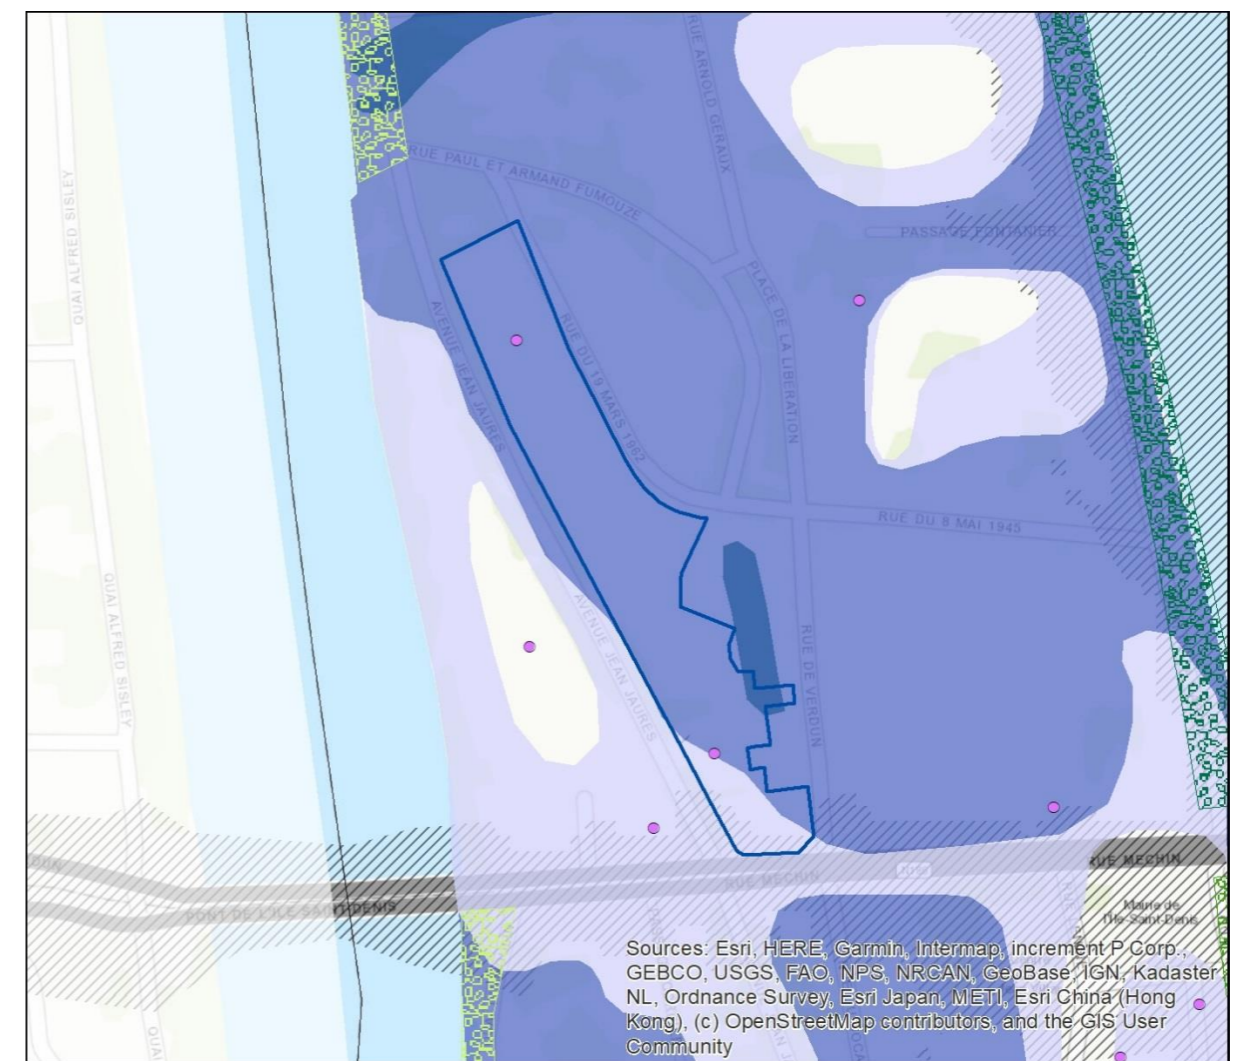 RUE ARNOLD GERAUX
RUE PAUL ET ARMAND FUMOUZE
QUAI ALFRED SISLEY
PASSAGE FONTANIER
PLACE DE LA LIBERATION
AVENUE JEAN JAURES
RUE DU 19 MARS 1962
RUE DU 8 MAI 1945
QUAI ALFRED SISLEY
AVENUE JEAN JAURES
RUE DE VERDUN
RUE MECHIN
RUE MECHIN
PONT DE L'ILE SAINT-DENIS
Mairie de
l'Ile-Saint-Denis
Sources: Esri, HERE, Garmin, Intermap, increment P Corp.,
GEBCO, USGS, FAO, NPS, NRCAN, GeoBase, IGN, Kadaster
NL, Ordnance Survey, Esri Japan, METI, Esri China (Hong
Kong), (c) OpenStreetMap contributors, and the GIS User
Community